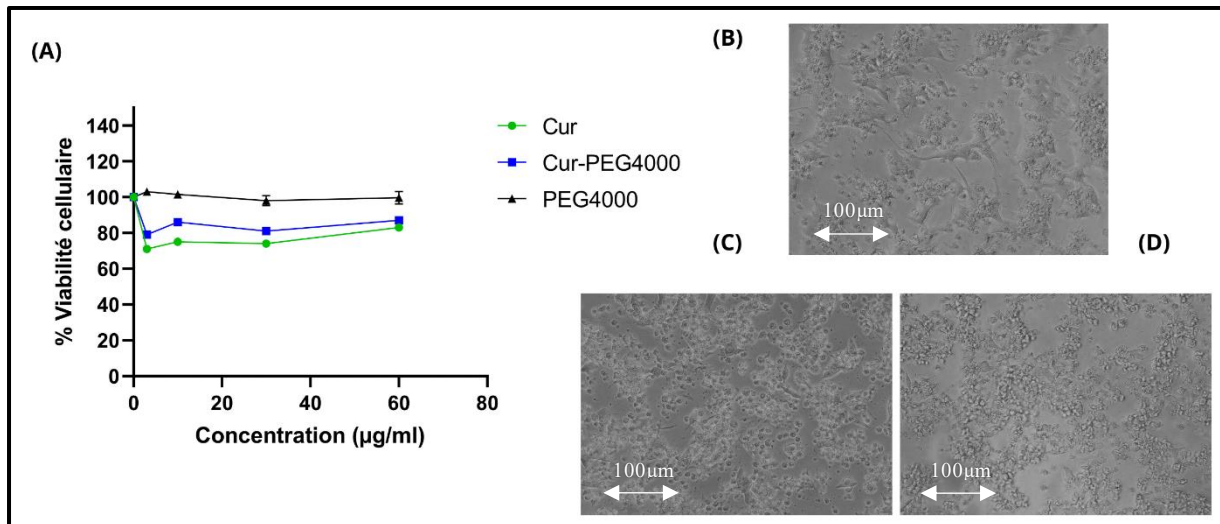 (A)
% Viabilité cellulaire
140
120
100
80
60
40
20
0
0
20
40
60
80
Concentration (µg/ml)
Cur
Cur-PEG4000
PEG4000
(B)
100µm
(C)
(D)
100µm
100µm